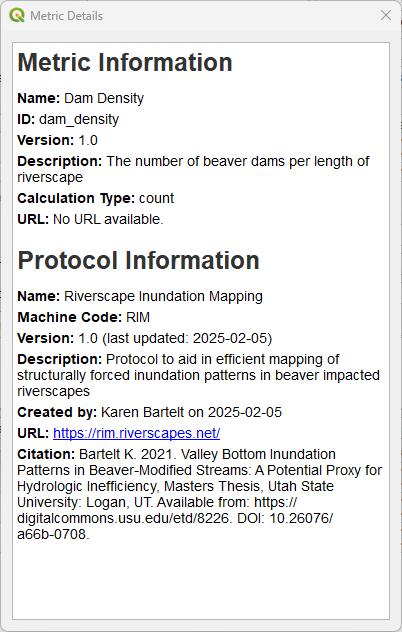 Metric Details
Metric Information
Name: Dam Density
ID: dam_density
Version: 1.0
Description: The number of beaver dams per length of
riverscape
Calculation Type: count
URL: No URL available.
Protocol Information
Name: Riverscape Inundation Mapping
Machine Code: RIM
Version: 1.0 (last updated: 2025-02-05)
Description: Protocol to aid in efficient mapping of
structurally forced inundation patterns in beaver impacted
riverscapes
Created by: Karen Bartelt on 2025-02-05
URL: https://rim.riverscapes.net/
Citation: Bartelt K. 2021. Valley Bottom Inundation
Patterns in Beaver-Modified Streams: A Potential Proxy for
Hydrologic Inefficiency, Masters Thesis, Utah State
University: Logan, UT. Available from: https://
digitalcommons.usu.edu/etd/8226. DOI: 10.26076/
a66b-0708.